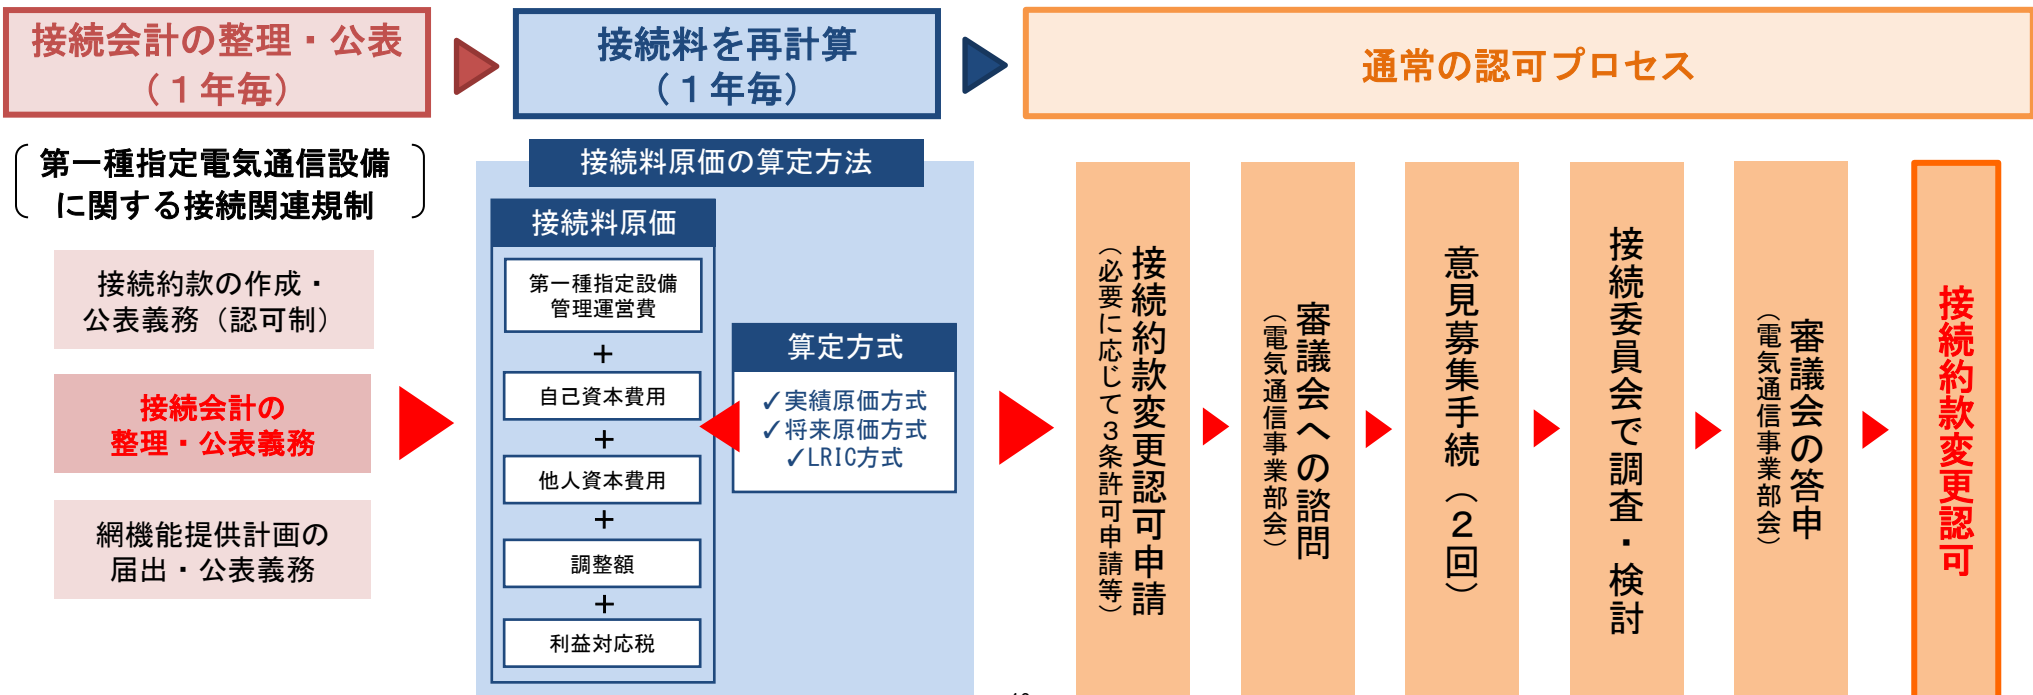 接続会計の整理・公表
（１年毎）
接続料を再計算
（１年毎）
通常の認可プロセス
第一種指定電気通信設備
に関する接続関連規制
接続約款の作成・
公表義務（認可制）
接続会計の
整理・公表義務
網機能提供計画の
届出・公表義務
接続料原価の算定方法
接続料原価
第一種指定設備
管理運営費
＋
自己資本費用
＋
他人資本費用
＋
調整額
＋
利益対応税
算定方式
✓実績原価方式
✓将来原価方式
✓LRIC方式
接続約款変更認可申請
（必要に応じて３条許可申請等）
審議会への諮問
（電気通信事業部会）
意見募集手続（２回）
接続委員会で調査・検討
審議会の答申
（電気通信事業部会）
接続約款変更認可